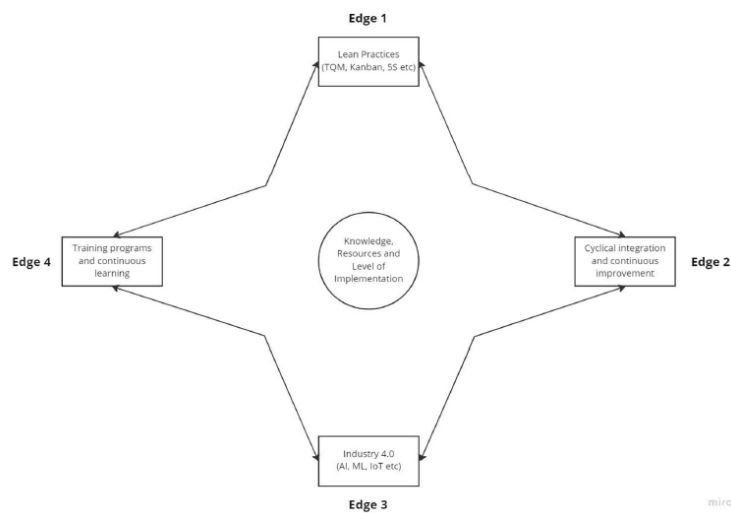 Edge 1
Lean Practices
(TQM, Kanban, 5S etc)
Edge 4
Training programs
and continuous
learning
Knowledge,
Resources and
Level of
Implementation
Cyclical integration
and continuous
improvement
Edge 2
Industry 4.0
(AI, ML, IoT etc)
Edge 3
miro